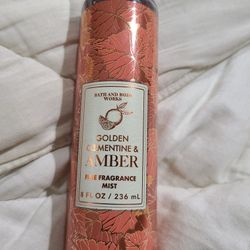 BATH AND BODY
WORKS
GOLDEN
CLEMENTINE &
AMBER
FINE FRAGRANCE
MIST
8 FL OZ / 236 mL